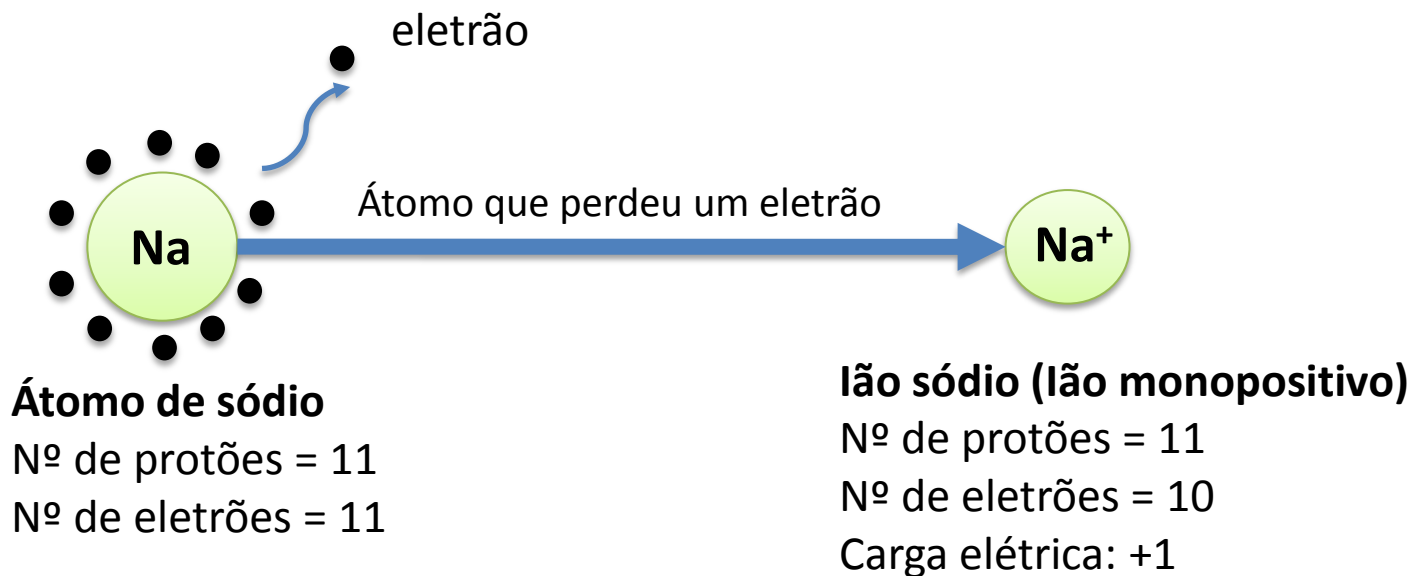 eletrão
Átomo que perdeu um eletrão
Na
Na⁺
Átomo de sódio
Nº de protões = 11
Nº de eletrões = 11
Ião sódio (Ião monopositivo)
Nº de protões = 11
Nº de eletrões = 10
Carga elétrica: +1